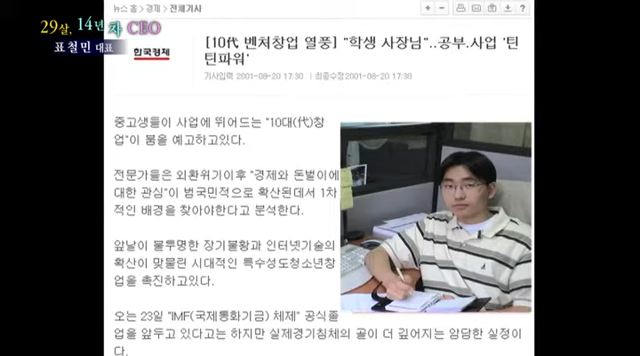 29살, 14년 차 CEO
표철민 대표
뉴스 홈 > 경제 > 전체기사
한국경제
[10代 벤처창업 열풍] "학생 사장님"..공부.사업 '틴
틴파워'
기사입력 2001-08-20 17:30 | 최종수정 2001-08-20 17:30
중고생들이 사업에 뛰어드는 "10대(代)창
업"이 붐을 예고하고있다.
전문가들은 외환위기이후 "경제와 돈벌이에
대한 관심"이 범국민적으로 확산된데서 1차
적인 배경을 찾아야한다고 분석한다.
앞날이 불투명한 장기불황과 인터넷기술의
확산이 맞물린 시대적인 특수성도청소년창
업을 촉진하고있다.
오는 23일 "IMF(국제통화기금) 체제" 공식졸
업을 앞두고 있다고는 하지만 실제경기침체의 골이 더 깊어지는 암담한 실정이
다.